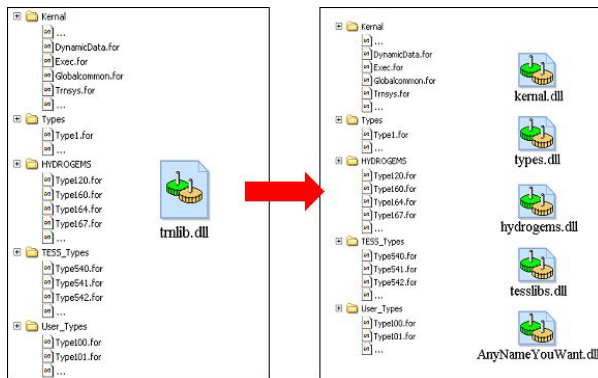 Kernal
...
DynamicData.for
Exec.for
Globalcommon.for
Trnsys.for
...
Types
Type1.for
...
HYDROGEMS
Type120.for
Type160.for
Type164.for
Type167.for
...
TESS_Types
Type540.for
Type541.for
Type542.for
...
User_Types
Type100.for
Type101.for
...
trnlib.dll
Kernal
...
DynamicData.for
Exec.for
Globalcommon.for
Trnsys.for
...
Types
Type1.for
...
HYDROGEMS
Type120.for
Type160.for
Type164.for
Type167.for
...
TESS_Types
Type540.for
Type541.for
Type542.for
...
User_Types
Type100.for
Type101.for
...
kernal.dll
types.dll
hydrogems.dll
tesslibs.dll
AnyNameYouWant.dll